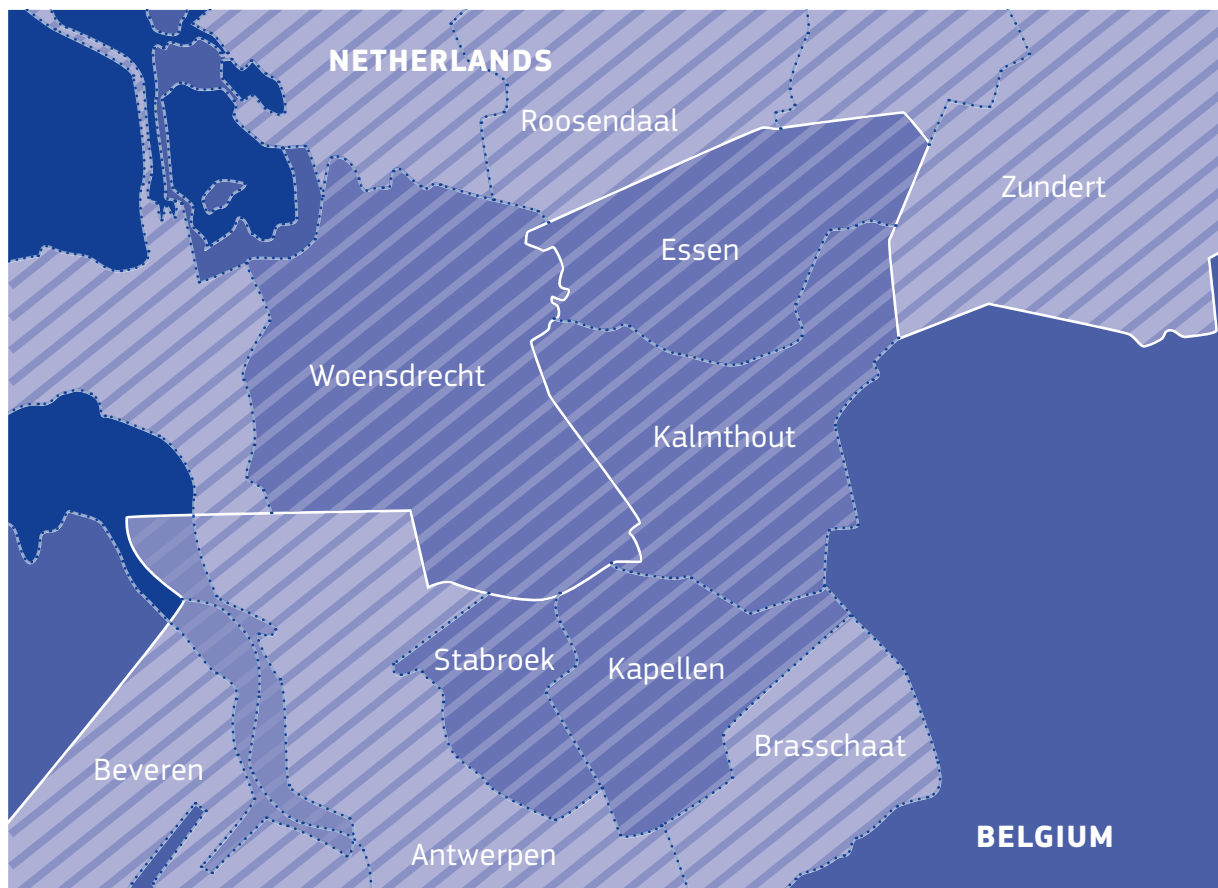 NETHERLANDS
Roosendaal
Zundert
Essen
Woensdrecht
Kalmthout
Stabroek
Kapellen
Brasschaat
Beveren
BELGIUM
Antwerpen